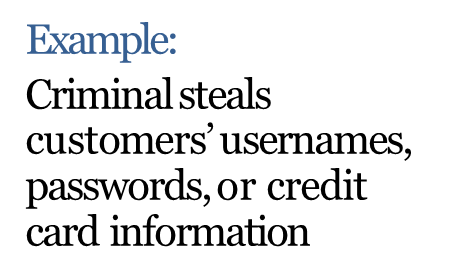 Example:
Criminal steals
customers’ usernames,
passwords, or credit
card information